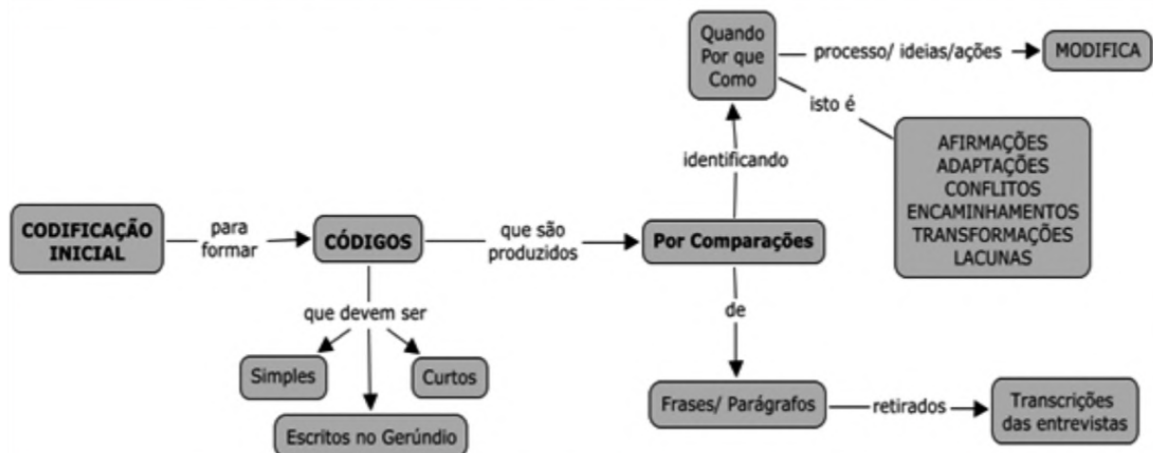 Quando
Por que
Como
processo/ ideias/ações
MODIFICA
isto é
AFIRMAÇÕES
ADAPTAÇÕES
CONFLITOS
ENCAMINHAMENTOS
TRANSFORMAÇÕES
LACUNAS
identificando
CODIFICAÇÃO
INICIAL
para
formar
CÓDIGOS
que são
produzidos
Por Comparações
que devem ser
Simples
Curtos
Escritos no Gerúndio
de
Frases/ Parágrafos
retirados
Transcrições
das entrevistas